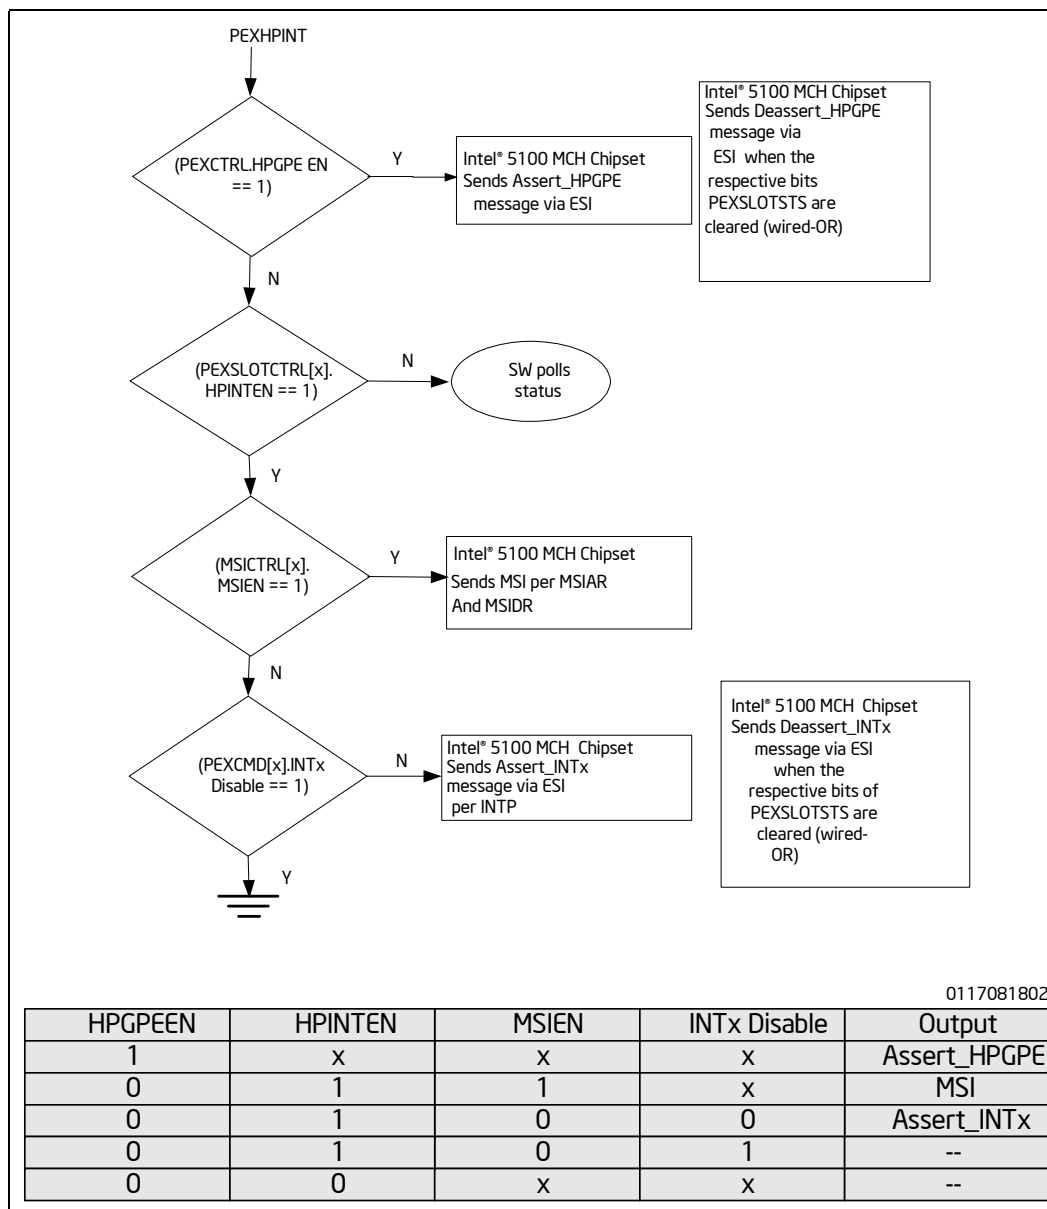 PEXHPINT
(PEXCTRL.HPGPE EN
== 1)
Y
Intel® 5100 MCH Chipset
Sends Assert_HPGPE
message via ESI
Intel® 5100 MCH Chipset
Sends Deassert_HPGPE
message via
ESI when the
respective bits
PEXSLOTSTS are
cleared (wired-OR)
N
(PEXSLOTCTRL[x].
HPINTEN == 1)
N
SW polls
status
Y
(MSICTRL[x].
MSIEN == 1)
Y
Intel® 5100 MCH Chipset
Sends MSI per MSIAR
And MSIDR
N
(PEXCMD[x].INTx
Disable == 1)
N
Intel® 5100 MCH Chipset
Sends Assert_INTx
message via ESI
per INTP
Intel® 5100 MCH Chipset
Sends Deassert_INTx
message via ESI
when the
respective bits of
PEXSLOTSTS are
cleared (wired-
OR)
Y
0117081802
HPGPEEN HPINTEN MSIEN INTx Disable Output
1 x x x Assert_HPGPE
0 1 1 x MSI
0 1 0 0 Assert_INTx
0 1 0 1 --
0 0 x x --